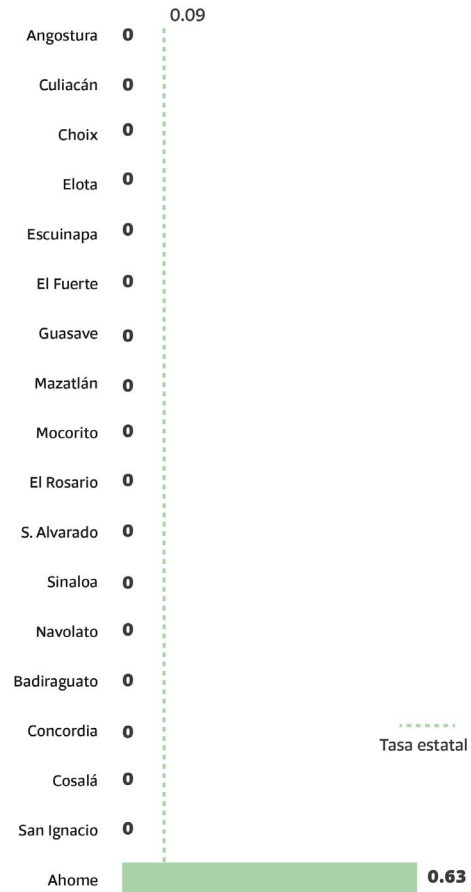 0.09
Angostura 0
Culiacán 0
Choix 0
Elota 0
Escuinapa 0
El Fuerte 0
Guasave 0
Mazatlán 0
Mocorito 0
El Rosario 0
S. Alvarado 0
Sinaloa 0
Navolato 0
Badiraguato 0
Concordia 0
Tasa estatal
Cosalá 0
San Ignacio 0
Ahome 0.63